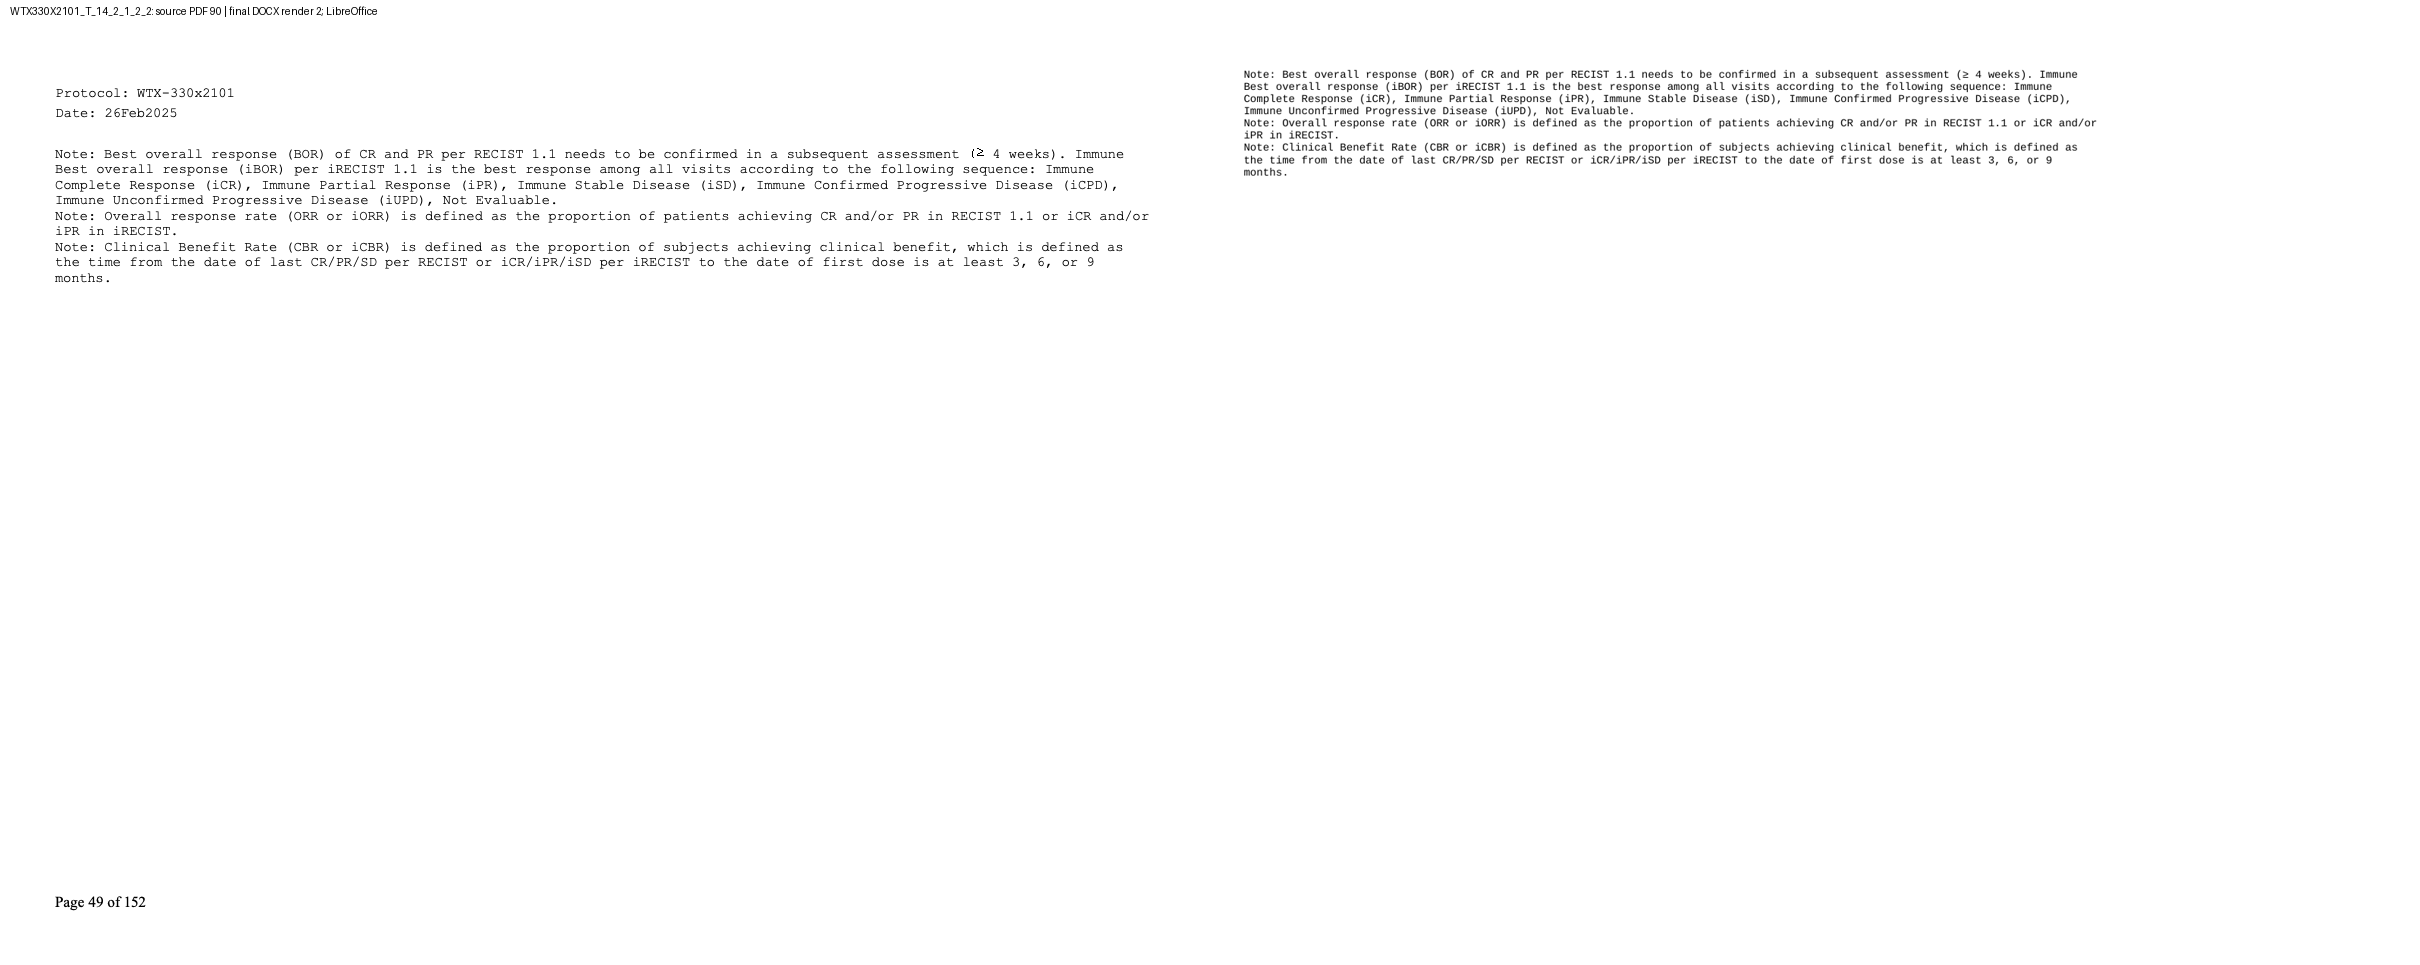 WTX330X2101_T_14_2_1_2_2: source PDF 90 | final DOCX render 2; LibreOffice
Protocol: WTX-330x2101
Date: 26Feb2025
Note: Best overall response (BOR) of CR and PR per RECIST 1.1 needs to be confirmed in a subsequent assessment (≥ 4 weeks). Immune
Best overall response (iBOR) per iRECIST 1.1 is the best response among all visits according to the following sequence: Immune
Complete Response (iCR), Immune Partial Response (iPR), Immune Stable Disease (iSD), Immune Confirmed Progressive Disease (iCPD),
Immune Unconfirmed Progressive Disease (iUPD), Not Evaluable.
Note: Overall response rate (ORR or iORR) is defined as the proportion of patients achieving CR and/or PR in RECIST 1.1 or iCR and/or
iPR in iRECIST.
Note: Clinical Benefit Rate (CBR or iCBR) is defined as the proportion of subjects achieving clinical benefit, which is defined as
the time from the date of last CR/PR/SD per RECIST or iCR/iPR/iSD per iRECIST to the date of first dose is at least 3, 6, or 9
months.
Page 49 of 152
Note: Best overall response (BOR) of CR and PR per RECIST 1.1 needs to be confirmed in a subsequent assessment (≥ 4 weeks). Immune
Best overall response (iBOR) per iRECIST 1.1 is the best response among all visits according to the following sequence: Immune
Complete Response (iCR), Immune Partial Response (iPR), Immune Stable Disease (iSD), Immune Confirmed Progressive Disease (iCPD),
Immune Unconfirmed Progressive Disease (iUPD), Not Evaluable.
Note: Overall response rate (ORR or iORR) is defined as the proportion of patients achieving CR and/or PR in RECIST 1.1 or iCR and/or
iPR in iRECIST.
Note: Clinical Benefit Rate (CBR or iCBR) is defined as the proportion of subjects achieving clinical benefit, which is defined as
the time from the date of last CR/PR/SD per RECIST or iCR/iPR/iSD per iRECIST to the date of first dose is at least 3, 6, or 9
months.